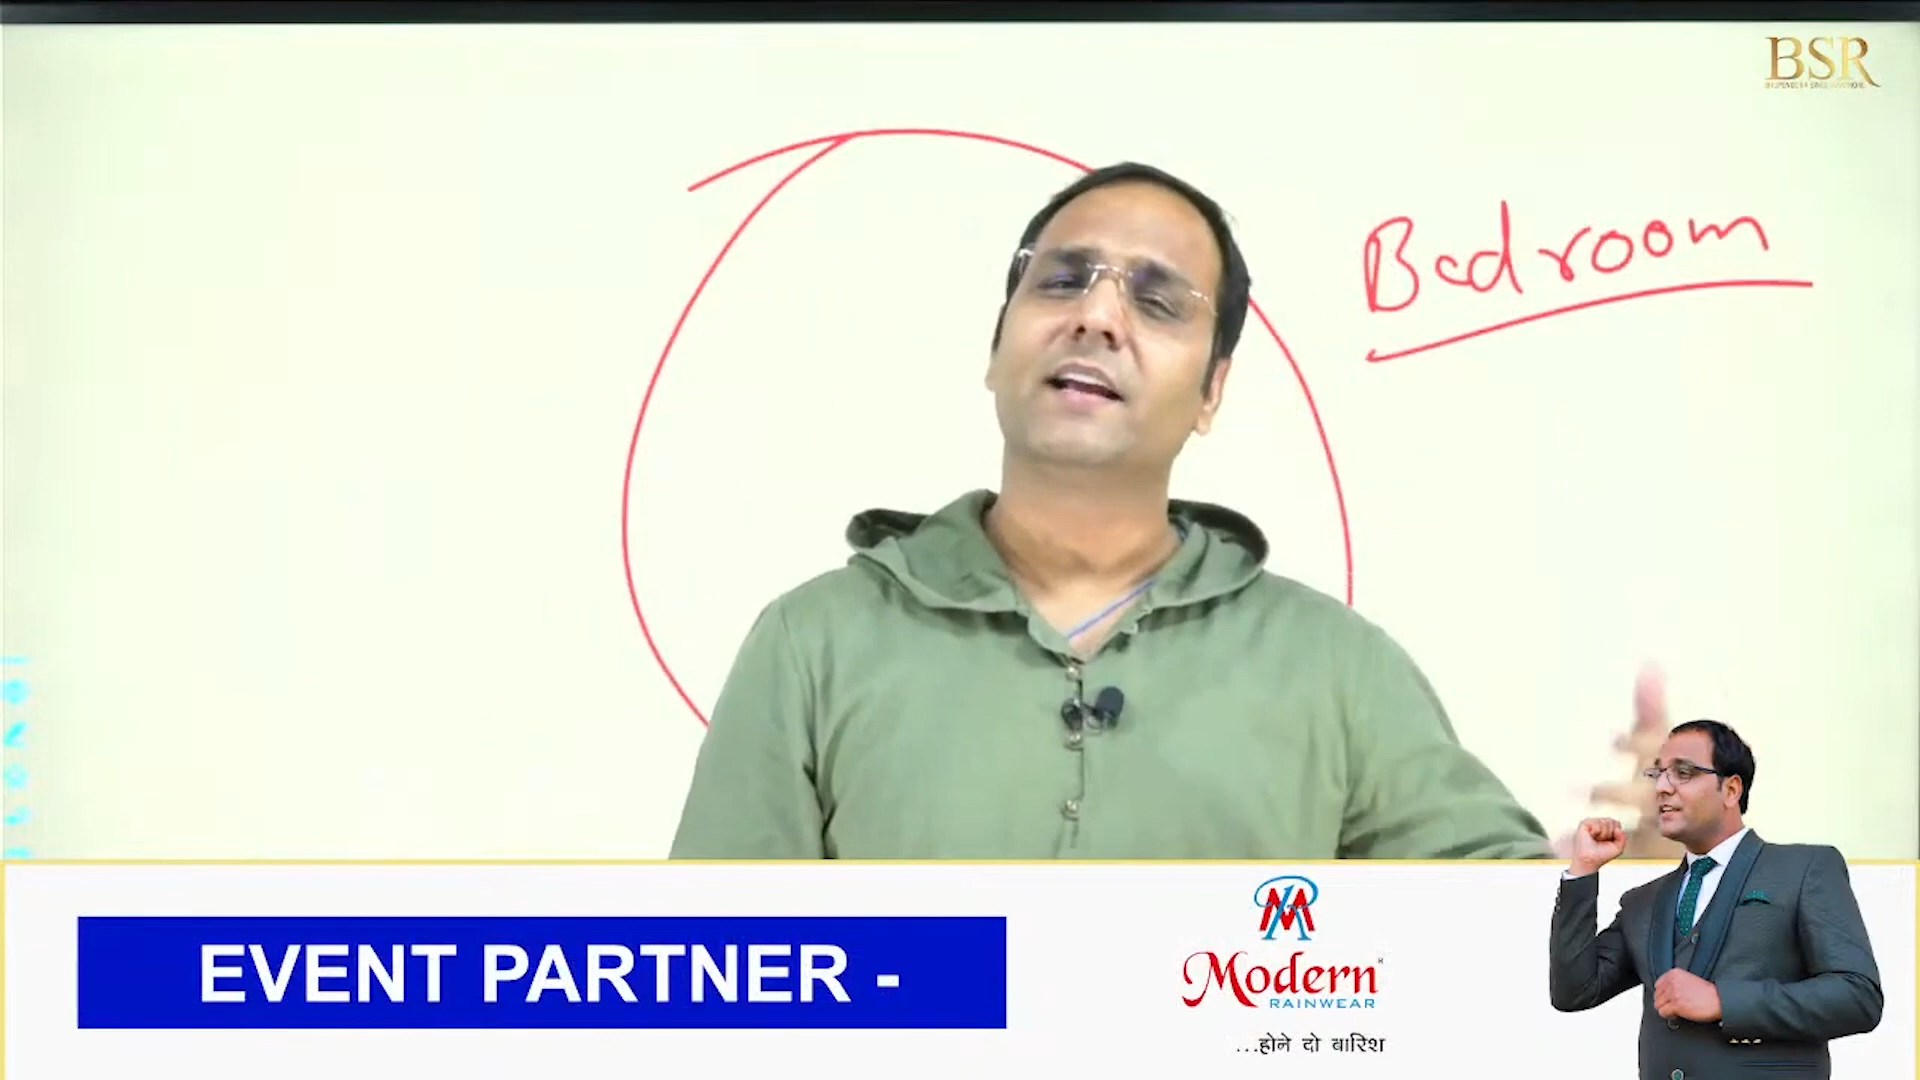 BSR
Bedroom
EVENT PARTNER -
Modern
RAINWEAR
...होने दो बारिश